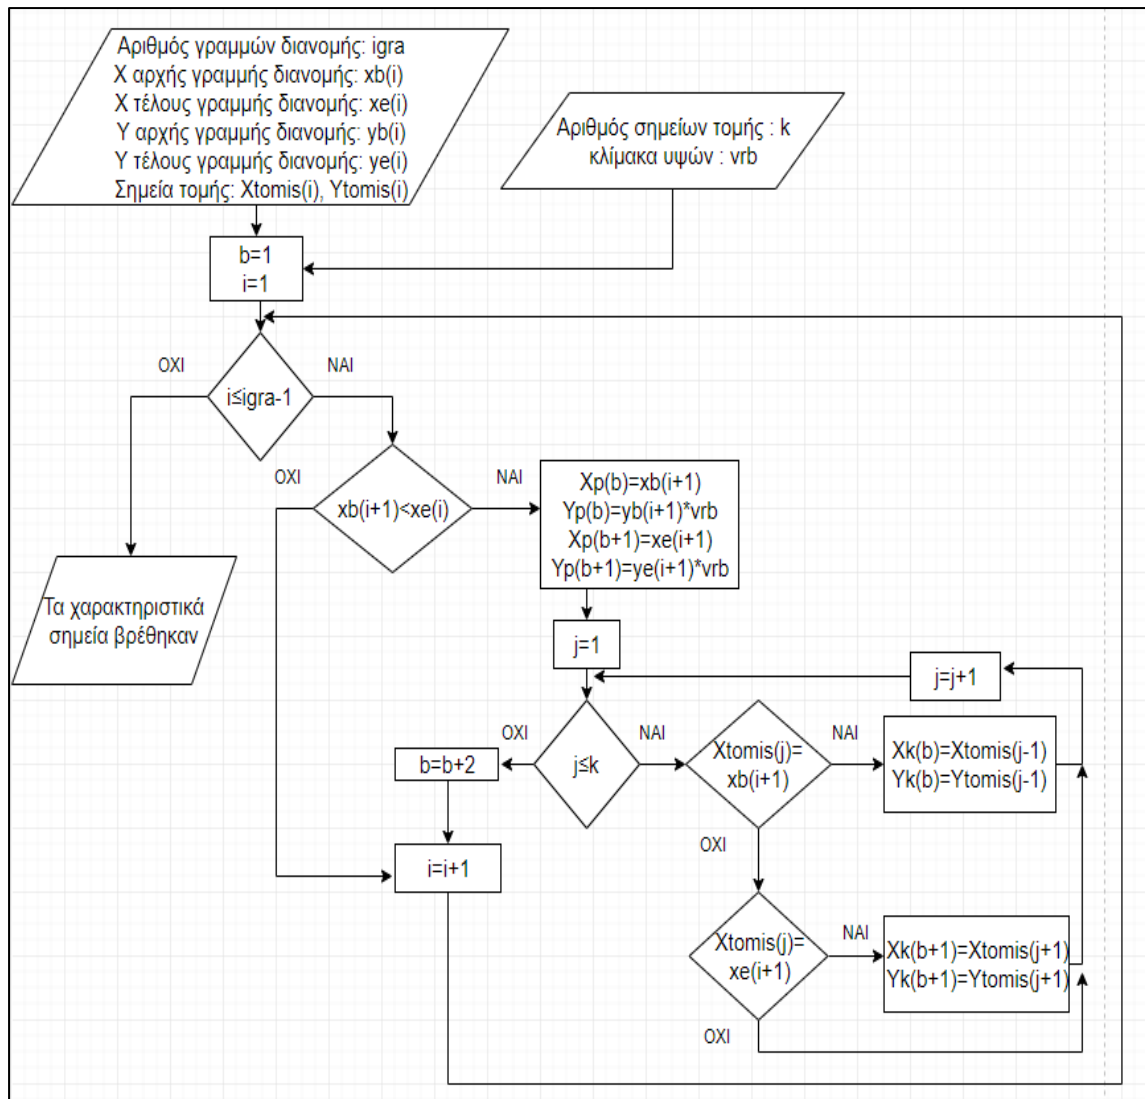 Αριθμός γραμμών διανομής: igra
Χ αρχής γραμμής διανομής: xb(i)
Χ τέλους γραμμής διανομής: xe(i)
Υ αρχής γραμμής διανομής: yb(i)
Υ τέλους γραμμής διανομής: ye(i)
Σημεία τομής: Xtomis(i), Ytomis(i)
Αριθμός σημείων τομής : k
κλίμακα υψών : vrb
b=1
i=1
ΟΧΙ
ΝΑΙ
i≤igra-1
ΟΧΙ
ΝΑΙ
xb(i+1)<xe(i)
Xp(b)=xb(i+1)
Yp(b)=yb(i+1)*vrb
Xp(b+1)=xe(i+1)
Yp(b+1)=ye(i+1)*vrb
Τα χαρακτηριστικά
σημεία βρέθηκαν
j=1
j=j+1
ΟΧΙ
ΝΑΙ
ΝΑΙ
b=b+2
j≤k
Xtomis(j)=
xb(i+1)
Xk(b)=Xtomis(j-1)
Yk(b)=Ytomis(j-1)
ΟΧΙ
i=i+1
Xtomis(j)=
xe(i+1)
ΝΑΙ
Xk(b+1)=Xtomis(j+1)
Yk(b+1)=Ytomis(j+1)
ΟΧΙ